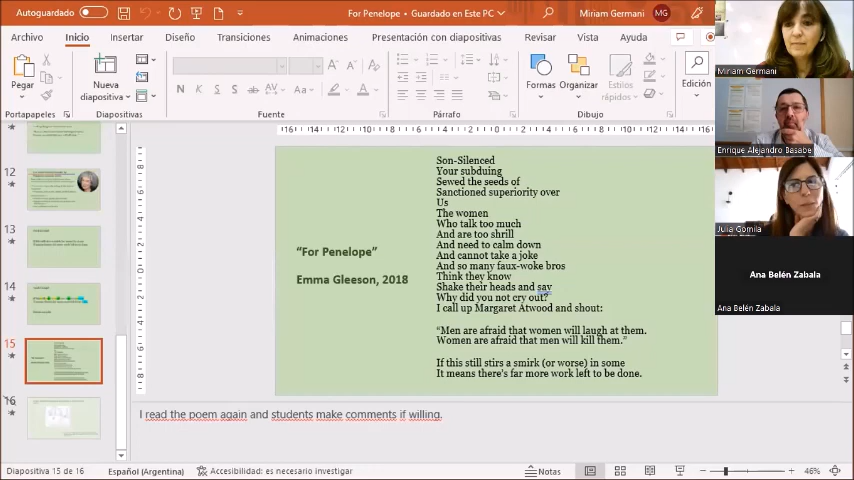 Autoguardado
For Penelope • Guardado en Este PC
Miriam Germani
MG
Archivo
Inicio
Insertar
Diseño
Transiciones
Animaciones
Presentación con diapositivas
Revisar
Vista
Ayuda
Pegar
Nueva
diapositiva
N
K
S
Formas
Organizar
Estilos
rápidos
Edición
Portapapeles
Diapositivas
Fuente
Párrafo
Dibujo
12
13
14
15
16
"For Penelope"
Emma Gleeson, 2018
Son-Silenced
Your subduing
Sewed the seeds of
Sanctioned superiority over
Us
The women
Who talk too much
And are too shrill
And need to calm down
And cannot take a joke
And so many faux-woke bros
Think they know
Shake their heads and say
Why did you not cry out?
I call up Margaret Atwood and shout:
“Men are afraid that women will laugh at them.
Women are afraid that men will kill them.”
If this still stirs a smirk (or worse) in some
It means there's far more work left to be done.
I read the poem again and students make comments if willing.
Diapositiva 15 de 16
Español (Argentina)
Accesibilidad: es necesario investigar
Notas
46%
Miriam Germani
Enrique Alejandro Basabe
Julia Gomila
Ana Belén Zabala
Ana Belén Zabala